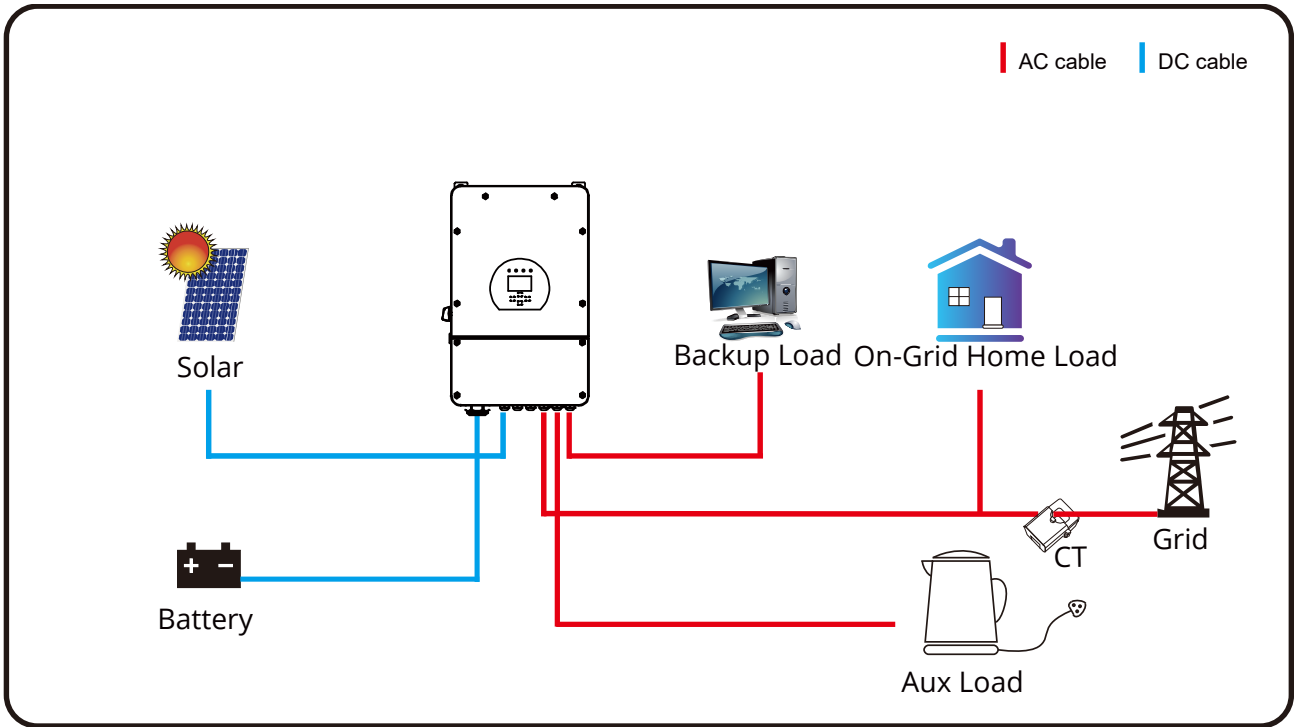 AC cable
DC cable
Solar
Backup Load
On-Grid Home Load
CT
Grid
+ −
Battery
Aux Load